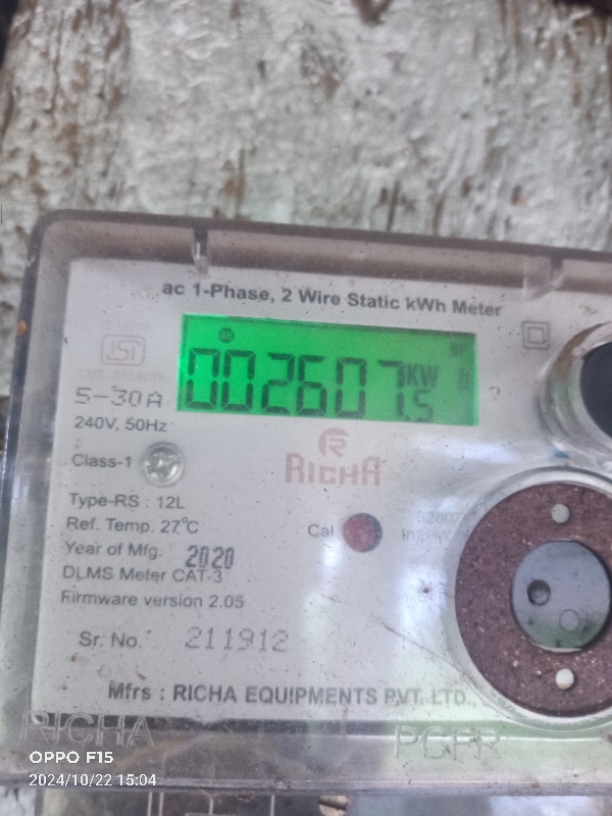 ac 1-Phase, 2 Wire Static kWh Meter
ISI
002607.5 KW h
5-30A
240V, 50Hz
RICHA
Class-1
Type-RS : 12L
Ref. Temp. 27°C
Cal
Year of Mfg. 2020
DLMS Meter CAT-3
Firmware version 2.05
Sr. No. 211912
Mfrs : RICHA EQUIPMENTS PVT. LTD.,
RICHA
OPPO F15
2024/10/22 15:04